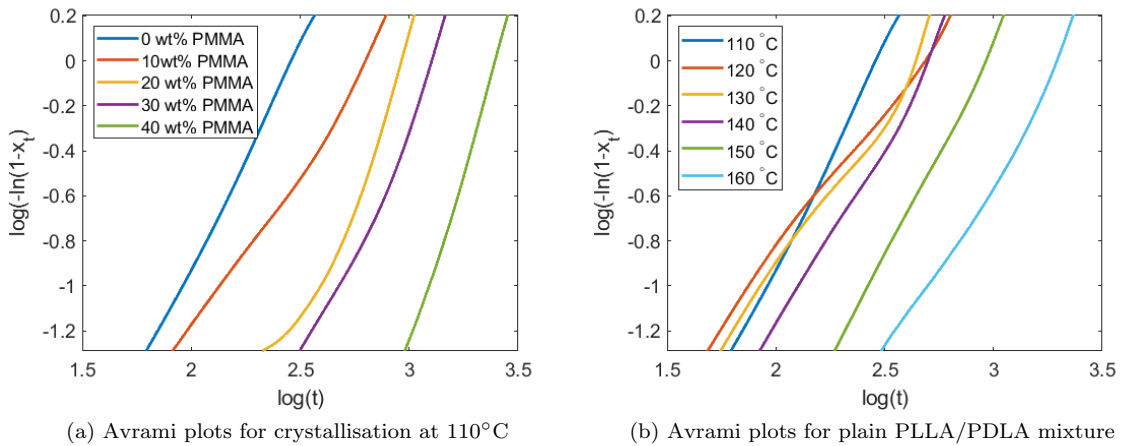 0.2
0
-0.2
-0.4
-0.6
-0.8
-1
-1.2
log(-ln(1-x_t)
0 wt% PMMA
10wt% PMMA
20 wt% PMMA
30 wt% PMMA
40 wt% PMMA
1.5 2 2.5 3 3.5
log(t)
(a) Avrami plots for crystallisation at 110°C
0.2
0
-0.2
-0.4
-0.6
-0.8
-1
-1.2
log(-ln(1-x_t)
110 °C
120 °C
130 °C
140 °C
150 °C
160 °C
1.5 2 2.5 3 3.5
log(t)
(b) Avrami plots for plain PLLA/PDLA mixture